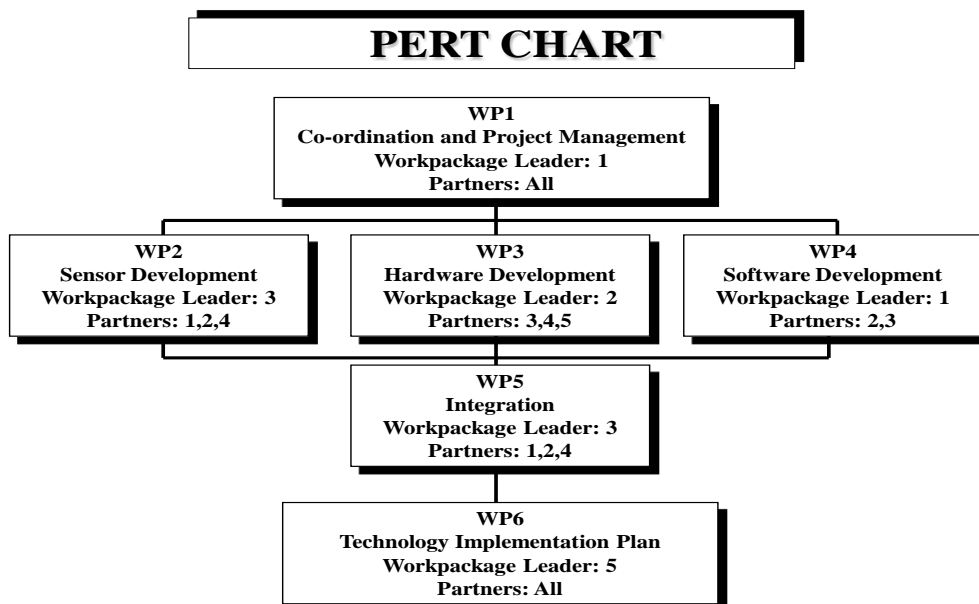 PERT CHART
WP1
Co-ordination and Project Management
Workpackage Leader: 1
Partners: All
WP2
Sensor Development
Workpackage Leader: 3
Partners: 1,2,4
WP3
Hardware Development
Workpackage Leader: 2
Partners: 3,4,5
WP4
Software Development
Workpackage Leader: 1
Partners: 2,3
WP5
Integration
Workpackage Leader: 3
Partners: 1,2,4
WP6
Technology Implementation Plan
Workpackage Leader: 5
Partners: All